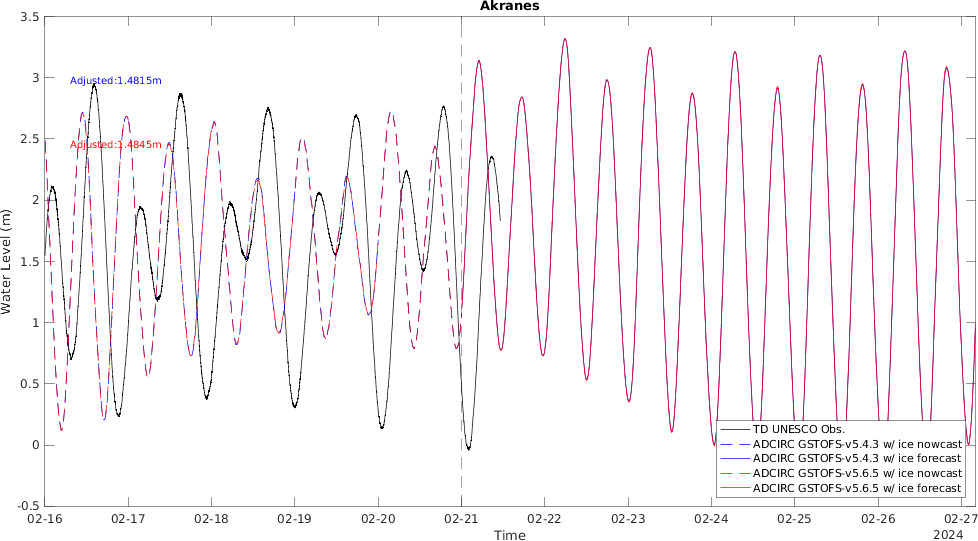 Akranes
3.5
3
2.5
2
1.5
1
0.5
0
-0.5
Water Level (m)
Adjusted:1.4815m
Adjusted:1.4845m
TD UNESCO Obs.
ADCIRC GSTOFS-v5.4.3 w/ ice nowcast
ADCIRC GSTOFS-v5.4.3 w/ ice forecast
ADCIRC GSTOFS-v5.6.5 w/ ice nowcast
ADCIRC GSTOFS-v5.6.5 w/ ice forecast
02-16 02-17 02-18 02-19 02-20 02-21 02-22 02-23 02-24 02-25 02-26 02-27
2024
Time